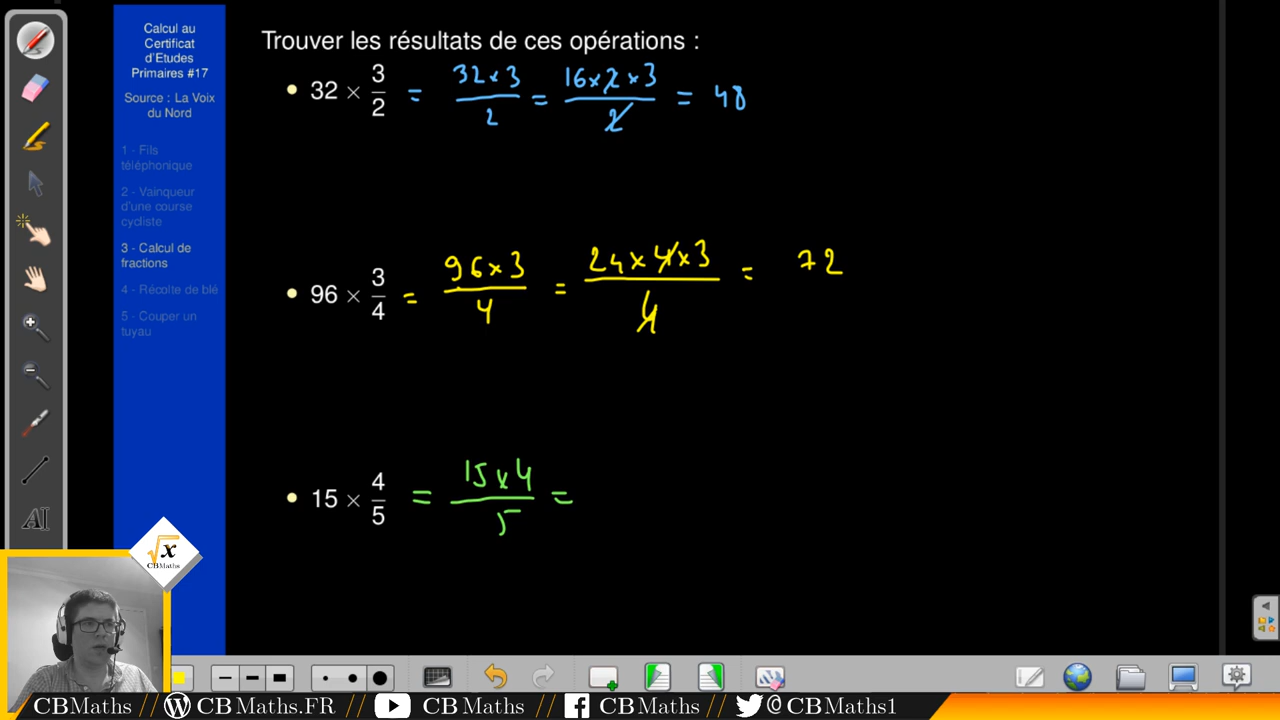 Calcul au
Certificat
d'Etudes
Primaires #17
Source : La Voix
du Nord
1 - Fils
téléphonique
2 - Vainqueur
d'une course
cycliste
3 - Calcul de
fractions
4 - Récolte de blé
5 - Couper un
tuyau
Trouver les résultats de ces opérations :
• 32 × 3/2 = 32×3/2 = 16×2×3/2 = 48
• 96 × 3/4 = 96×3/4 = 24×4×3/4 = 72
• 15 × 4/5 = 15×4/5 =
AI
√x
CBMaths
CBMaths // CBMaths.FR // CBMaths // CBMaths // @CBMaths1